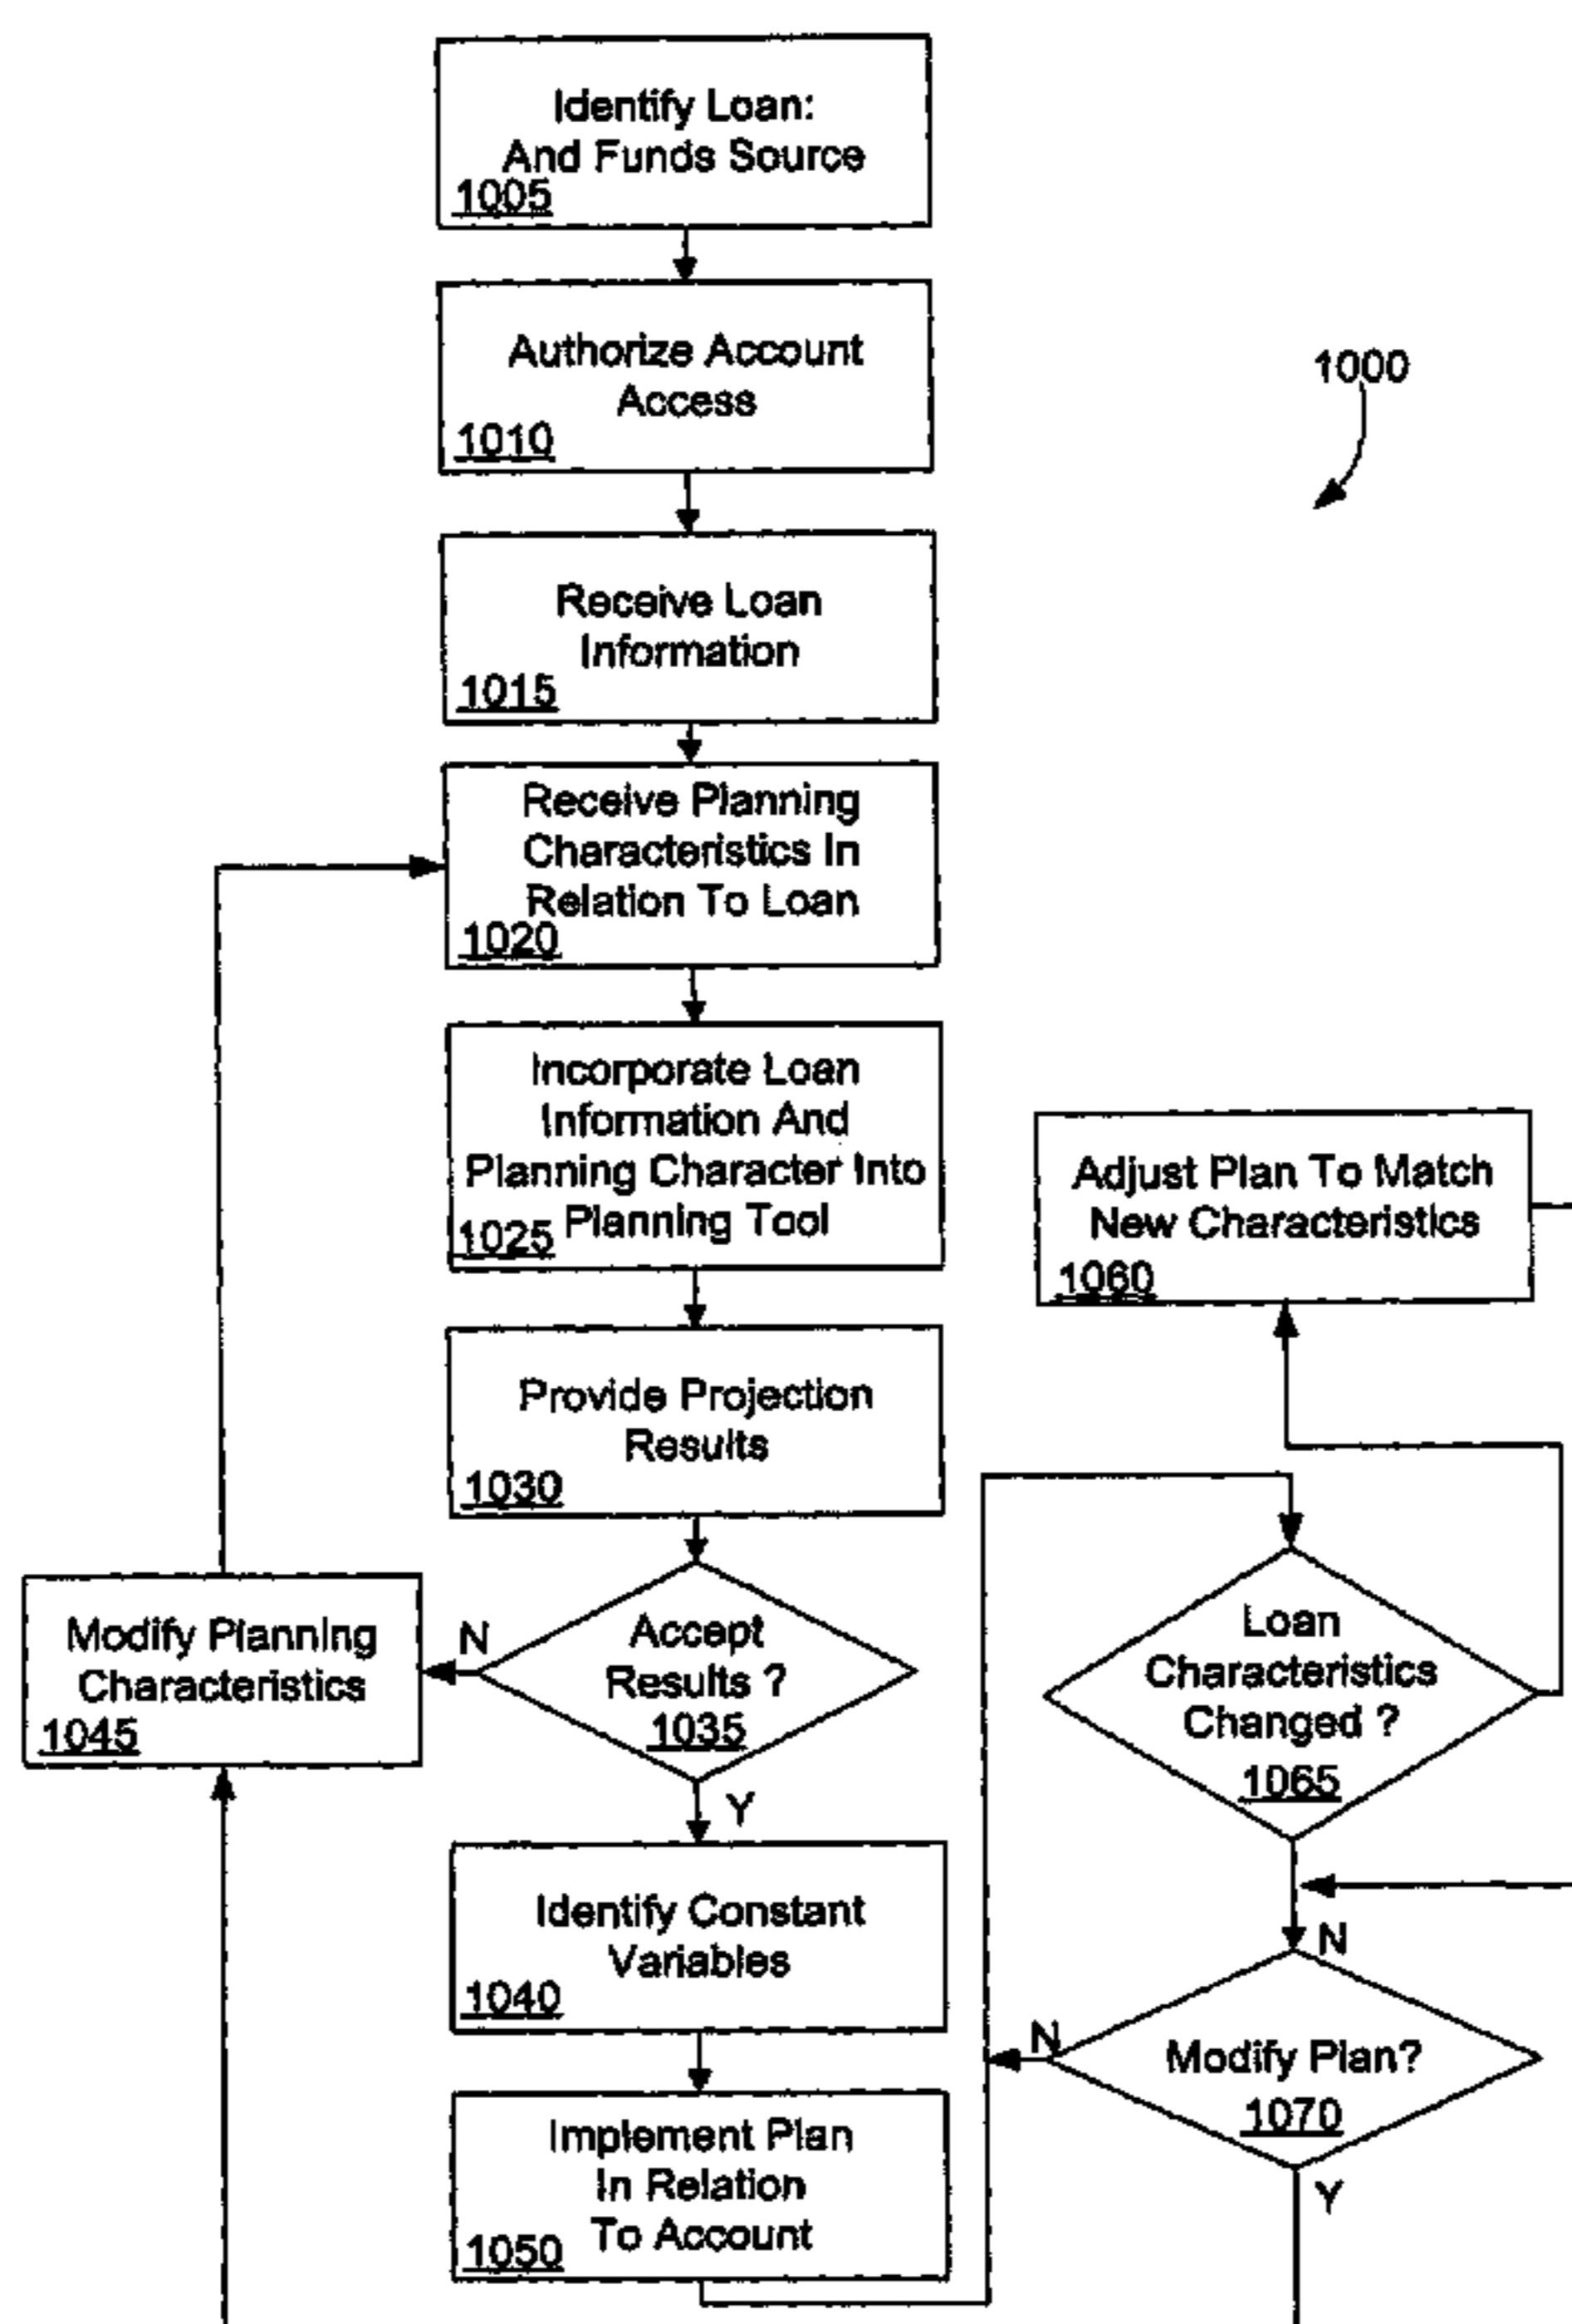 Identify Loan:
And Funds Source
1005
Authorize Account
Access
1010
1000
Receive Loan
Information
1015
Receive Planning
Characteristics In
Relation To Loan
1020
Incorporate Loan
Information And
Planning Character Into
Planning Tool
1025
Adjust Plan To Match
New Characteristics
1060
Provide Projection
Results
1030
Modify Planning
Characteristics
1045
N
Accept
Results ?
1035
Y
Loan
Characteristics
Changed ?
1065
N
Identify Constant
Variables
1040
N
Modify Plan?
1070
Y
Implement Plan
In Relation
To Account
1050